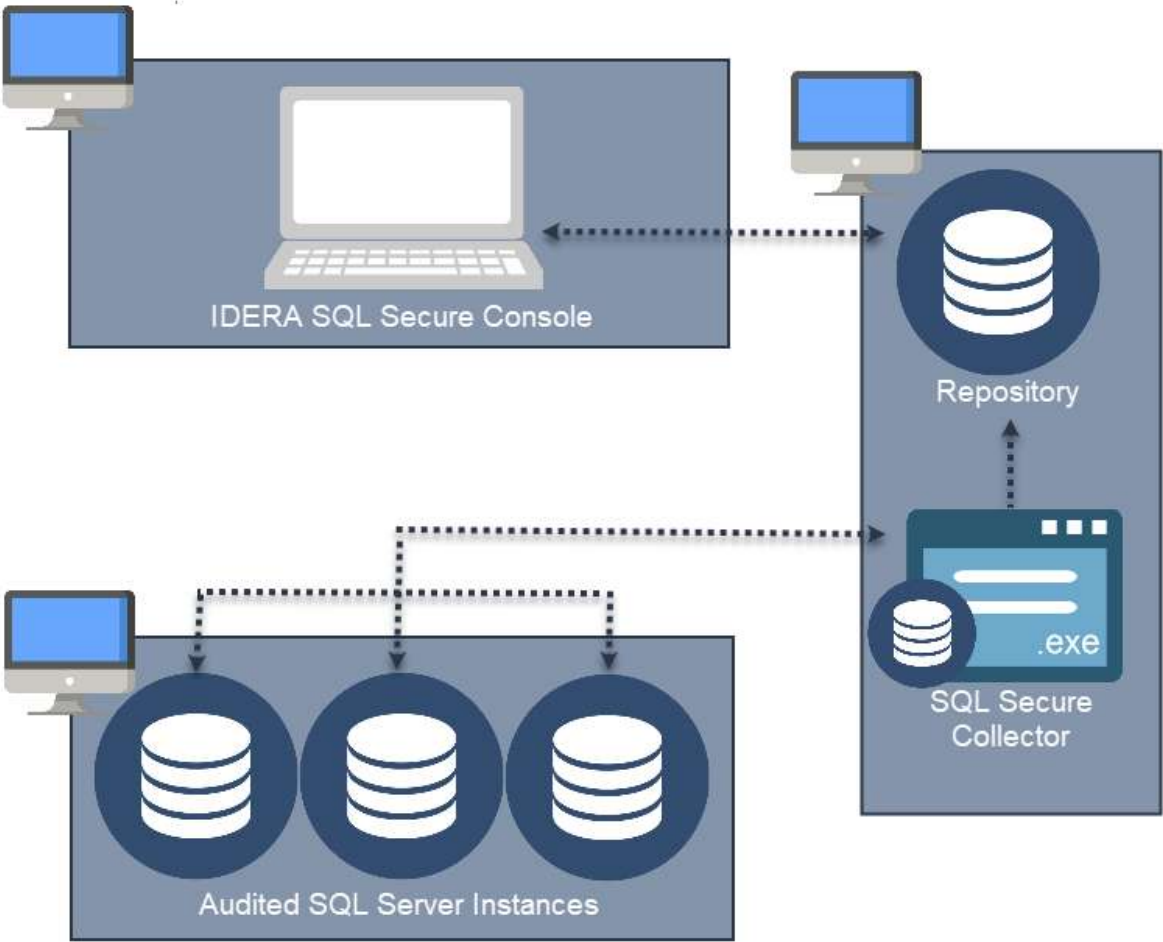 IDERA SQL Secure Console
Repository
.exe
SQL Secure
Collector
Audited SQL Server Instances